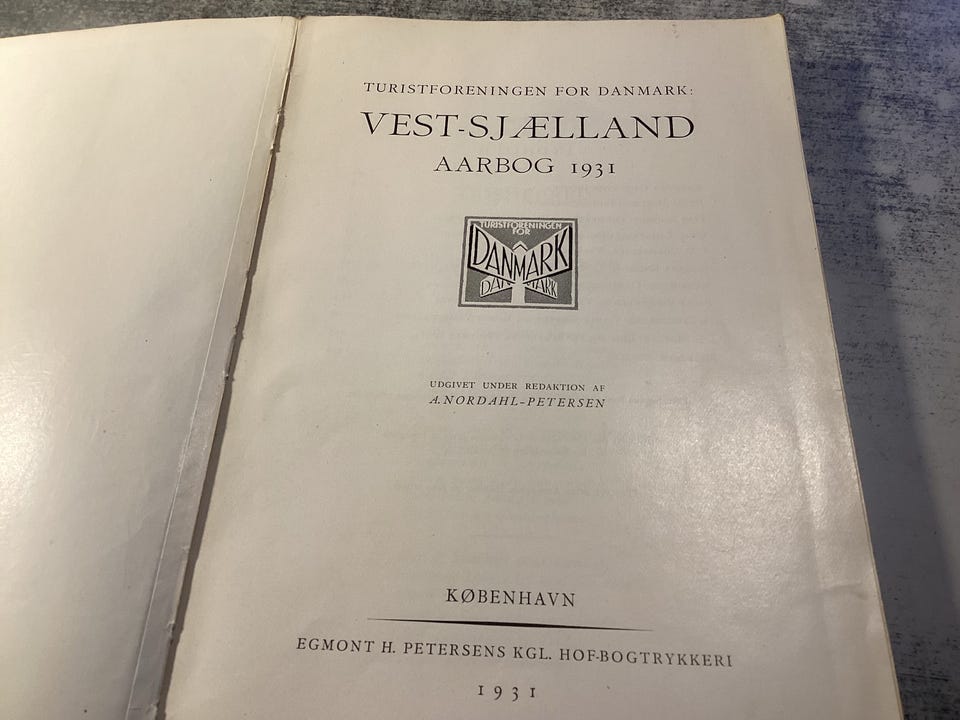 TURISTFORENINGEN FOR DANMARK:
VEST-SJÆLLAND
AARBOG 1931
TURISTFORENINGEN
FOR
DANMARK
DANMARK
UDGIVET UNDER REDAKTION AF
A. NORDAHL-PETERSEN
KØBENHAVN
EGMONT H. PETERSENS KGL. HOF-BOGTRYKKERI
1931